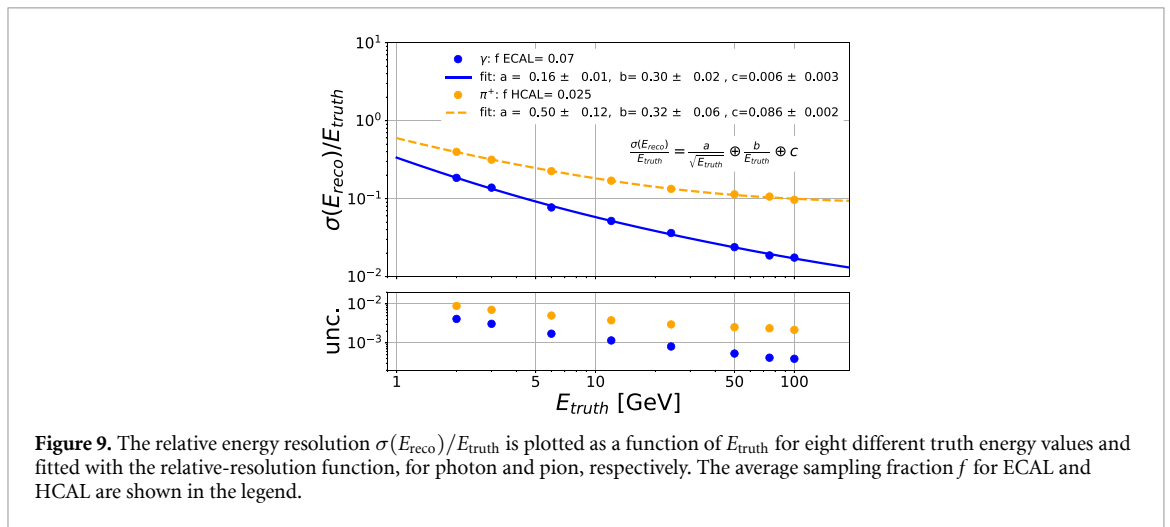 10^1
γ: f ECAL= 0.07
fit: a = 0.16 ± 0.01, b= 0.30 ± 0.02 , c=0.006 ± 0.003
π^+: f HCAL= 0.025
fit: a = 0.50 ± 0.12, b= 0.32 ± 0.06, c=0.086 ± 0.002
10^0
σ(E_reco)/E_truth = a/√E_truth ⊕ b/E_truth ⊕ c
σ(E_reco)/E_truth
10^-1
10^-2
10^-2
unc.
10^-3
1 5 10 50 100
E_truth [GeV]
Figure 9. The relative energy resolution σ(E_reco)/E_truth is plotted as a function of E_truth for eight different truth energy values and
fitted with the relative-resolution function, for photon and pion, respectively. The average sampling fraction f for ECAL and
HCAL are shown in the legend.